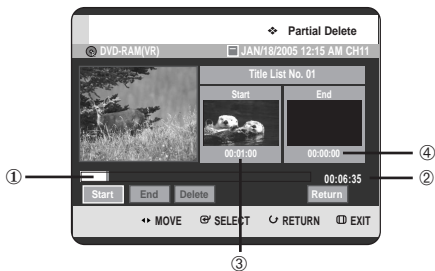 ❖ Partial Delete
DVD-RAM(VR) JAN/18/2005 12:15 AM CH11
Title List No. 01
Start End
00:01:00 00:00:00 ④
① 00:06:35 ②
Start End Delete Return
MOVE SELECT RETURN EXIT
③